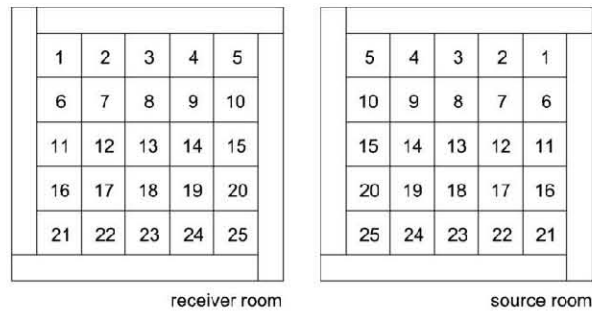 1 2 3 4 5
6 7 8 9 10
11 12 13 14 15
16 17 18 19 20
21 22 23 24 25
receiver room
5 4 3 2 1
10 9 8 7 6
15 14 13 12 11
20 19 18 17 16
25 24 23 22 21
source room